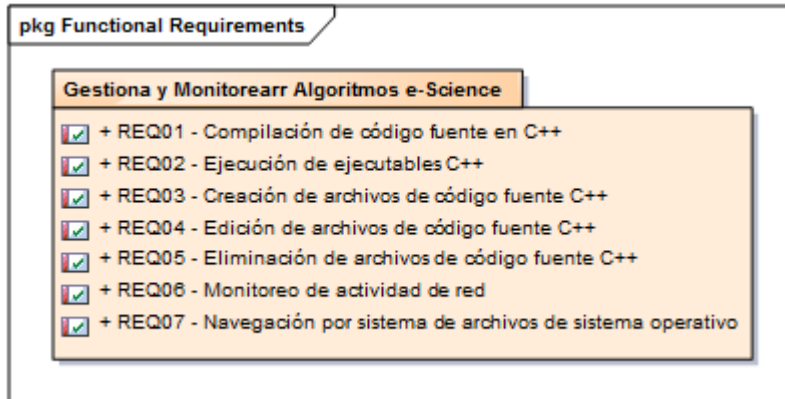 pkg Functional Requirements
Gestiona y Monitorearr Algoritmos e-Science
+ REQ01 - Compilación de código fuente en C++
+ REQ02 - Ejecución de ejecutables C++
+ REQ03 - Creación de archivos de código fuente C++
+ REQ04 - Edición de archivos de código fuente C++
+ REQ05 - Eliminación de archivos de código fuente C++
+ REQ06 - Monitoreo de actividad de red
+ REQ07 - Navegación por sistema de archivos de sistema operativo